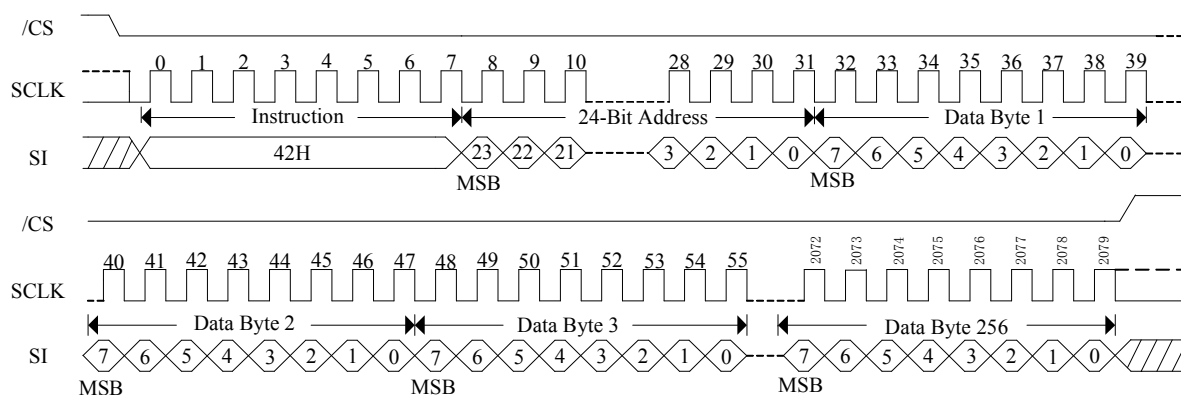 /CS
0 1 2 3 4 5 6 7 8 9 10 28 29 30 31 32 33 34 35 36 37 38 39
SCLK
Instruction 24-Bit Address Data Byte 1
SI 42H 23 22 21 3 2 1 0 7 6 5 4 3 2 1 0
MSB MSB
/CS
40 41 42 43 44 45 46 47 48 49 50 51 52 53 54 55 2072 2073 2074 2075 2076 2077 2078 2079
SCLK
Data Byte 2 Data Byte 3 Data Byte 256
SI 7 6 5 4 3 2 1 0 7 6 5 4 3 2 1 0 7 6 5 4 3 2 1 0
MSB MSB MSB